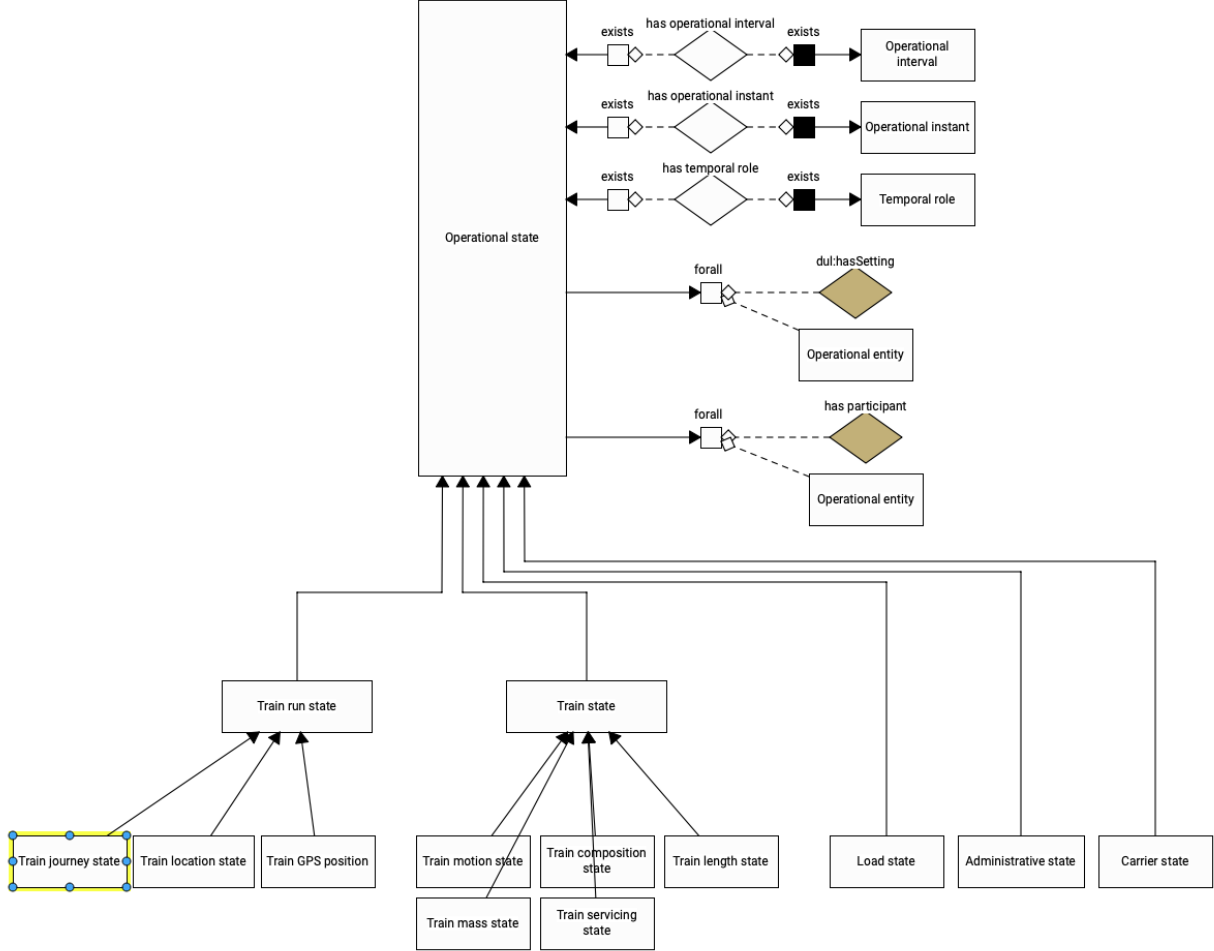 has operational interval
exists
exists
Operational
interval
has operational instant
exists
exists
Operational instant
has temporal role
exists
exists
Temporal role
Operational state
dul:hasSetting
forall
Operational entity
has participant
forall
Operational entity
Train run state
Train state
Train journey state
Train location state
Train GPS position
Train motion state
Train composition
state
Train length state
Load state
Administrative state
Carrier state
Train mass state
Train servicing
state